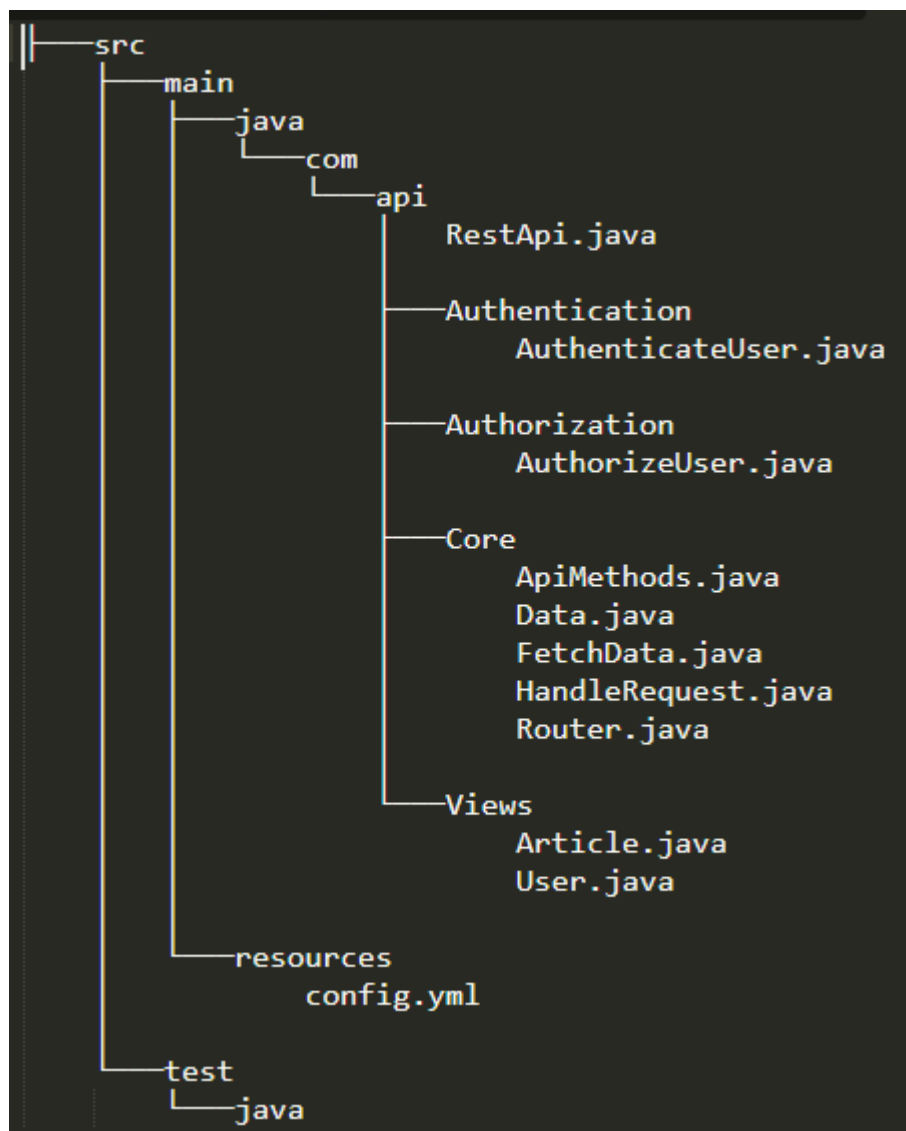 src
main
java
com
api
RestApi.java
Authentication
AuthenticateUser.java
Authorization
AuthorizeUser.java
Core
ApiMethods.java
Data.java
FetchData.java
HandleRequest.java
Router.java
Views
Article.java
User.java
resources
config.yml
test
java